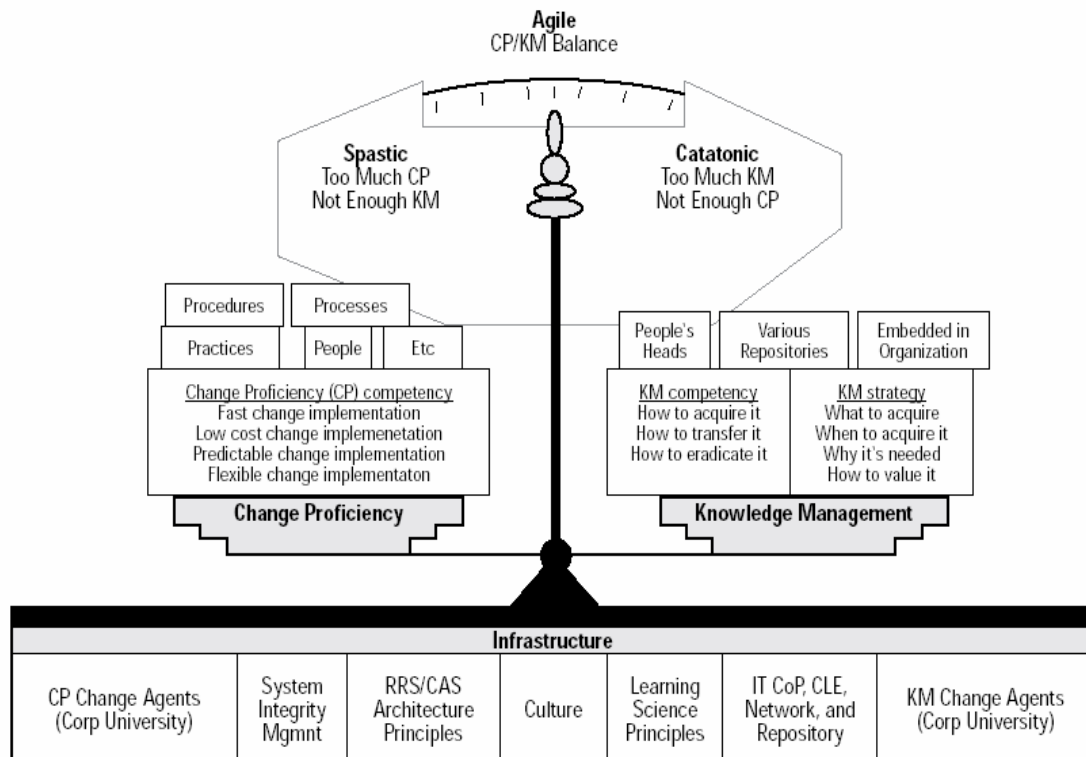 Agile
CP/KM Balance
Spastic
Too Much CP
Not Enough KM
Catatonic
Too Much KM
Not Enough CP
Procedures
Processes
Practices
People
Etc
Change Proficiency (CP) competency
Fast change implementation
Low cost change implemenetation
Predictable change implementation
Flexible change implementaton
Change Proficiency
People's
Heads
Various
Repositories
Embedded in
Organization
KM competency
How to acquire it
How to transfer it
How to eradicate it
KM strategy
What to acquire
When to acquire it
Why it's needed
How to value it
Knowledge Management
Infrastructure
CP Change Agents
(Corp University)
System
Integrity
Mgmnt
RRS/CAS
Architecture
Principles
Culture
Learning
Science
Principles
IT CoP, CLE,
Network, and
Repository
KM Change Agents
(Corp University)